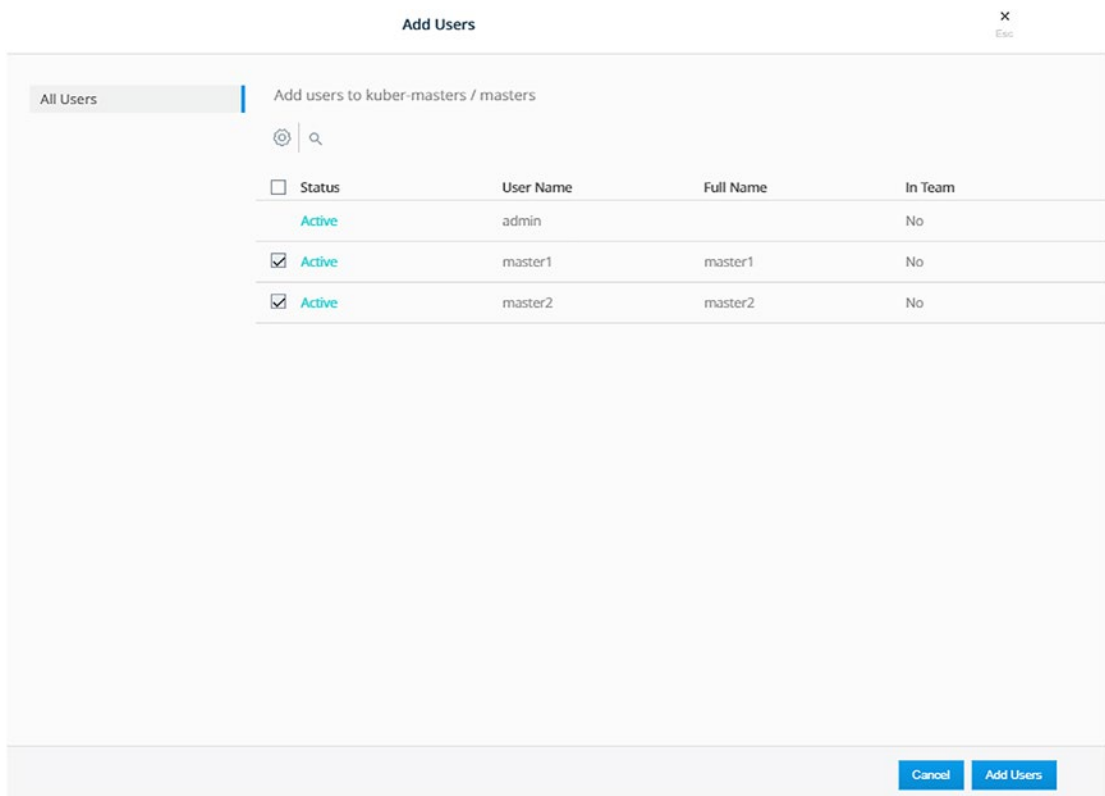 Add Users
Esc
All Users
Add users to kuber-masters / masters
Status User Name Full Name In Team
Active admin No
Active master1 master1 No
Active master2 master2 No
Cancel Add Users